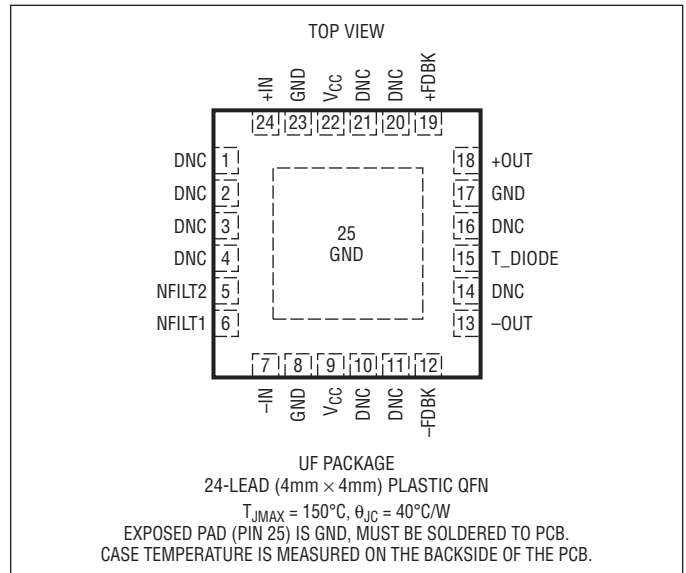 TOP VIEW
+IN GND VCC DNC DNC +FDBK
24 23 22 21 20 19
DNC 1
DNC 2
DNC 3
DNC 4
NFILT2 5
NFILT1 6
25
GND
18 +OUT
17 GND
16 DNC
15 T_DIODE
14 DNC
13 –OUT
7 8 9 10 11 12
–IN GND VCC DNC DNC –FDBK
UF PACKAGE
24-LEAD (4mm × 4mm) PLASTIC QFN
TJMAX = 150°C, θJC = 40°C/W
EXPOSED PAD (PIN 25) IS GND, MUST BE SOLDERED TO PCB.
CASE TEMPERATURE IS MEASURED ON THE BACKSIDE OF THE PCB.